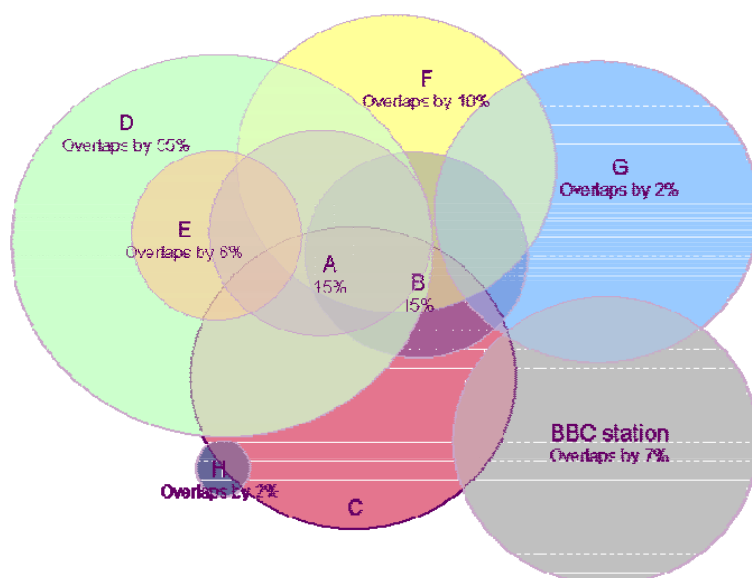 F
Overlaps by 10%
D
Overlaps by 55%
G
Overlaps by 2%
E
Overlaps by 6%
A
15%
B
15%
BBC station
Overlaps by 7%
H
Overlaps by 2%
C